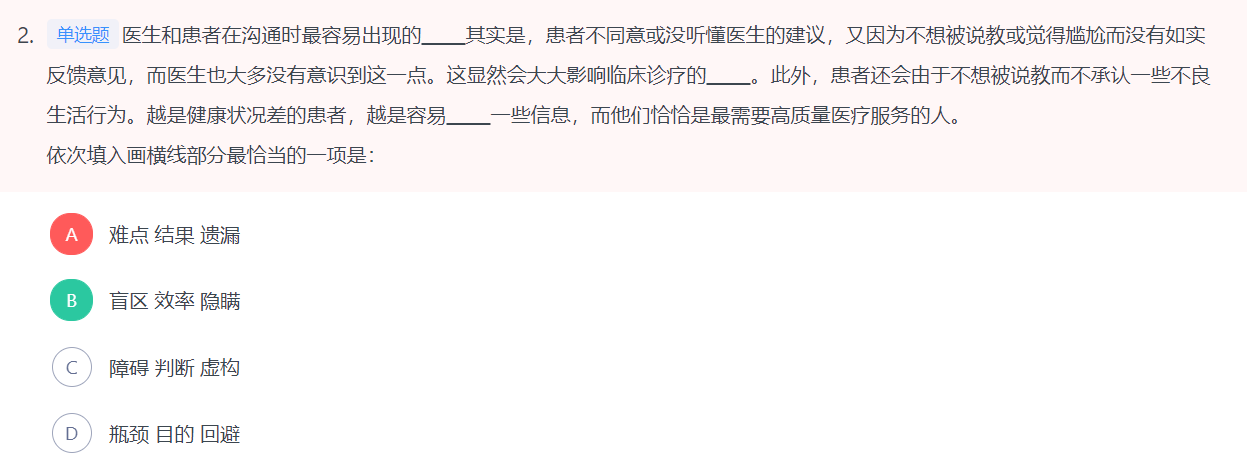 2. 单选题 医生和患者在沟通时最容易出现的____其实是，患者不同意或没听懂医生的建议，又因为不想被说教或觉得尴尬而没有如实
反馈意见，而医生也大多没有意识到这一点。这显然会大大影响临床诊疗的____。此外，患者还会由于不想被说教而不承认一些不良
生活行为。越是健康状况差的患者，越是容易____一些信息，而他们恰恰是最需要高质量医疗服务的人。
依次填入画横线部分最恰当的一项是：
A 难点 结果 遗漏
B 盲区 效率 隐瞒
C 障碍 判断 虚构
D 瓶颈 目的 回避